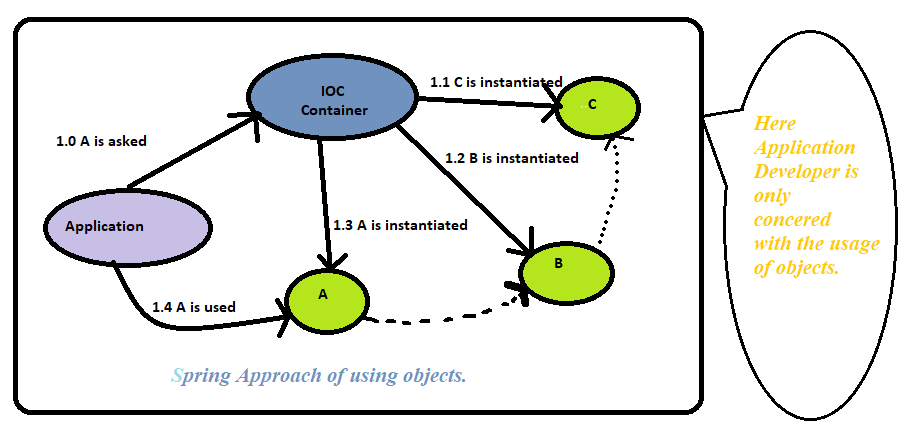 IOC
Container
1.1 C is instantiated
..C
1.0 A is asked
1.2 B is instantiated
Application
1.3 A is instantiated
B
A
1.4 A is used
Spring Approach of using objects.
Here
Application
Developer is
only
concered
with the usage
of objects.